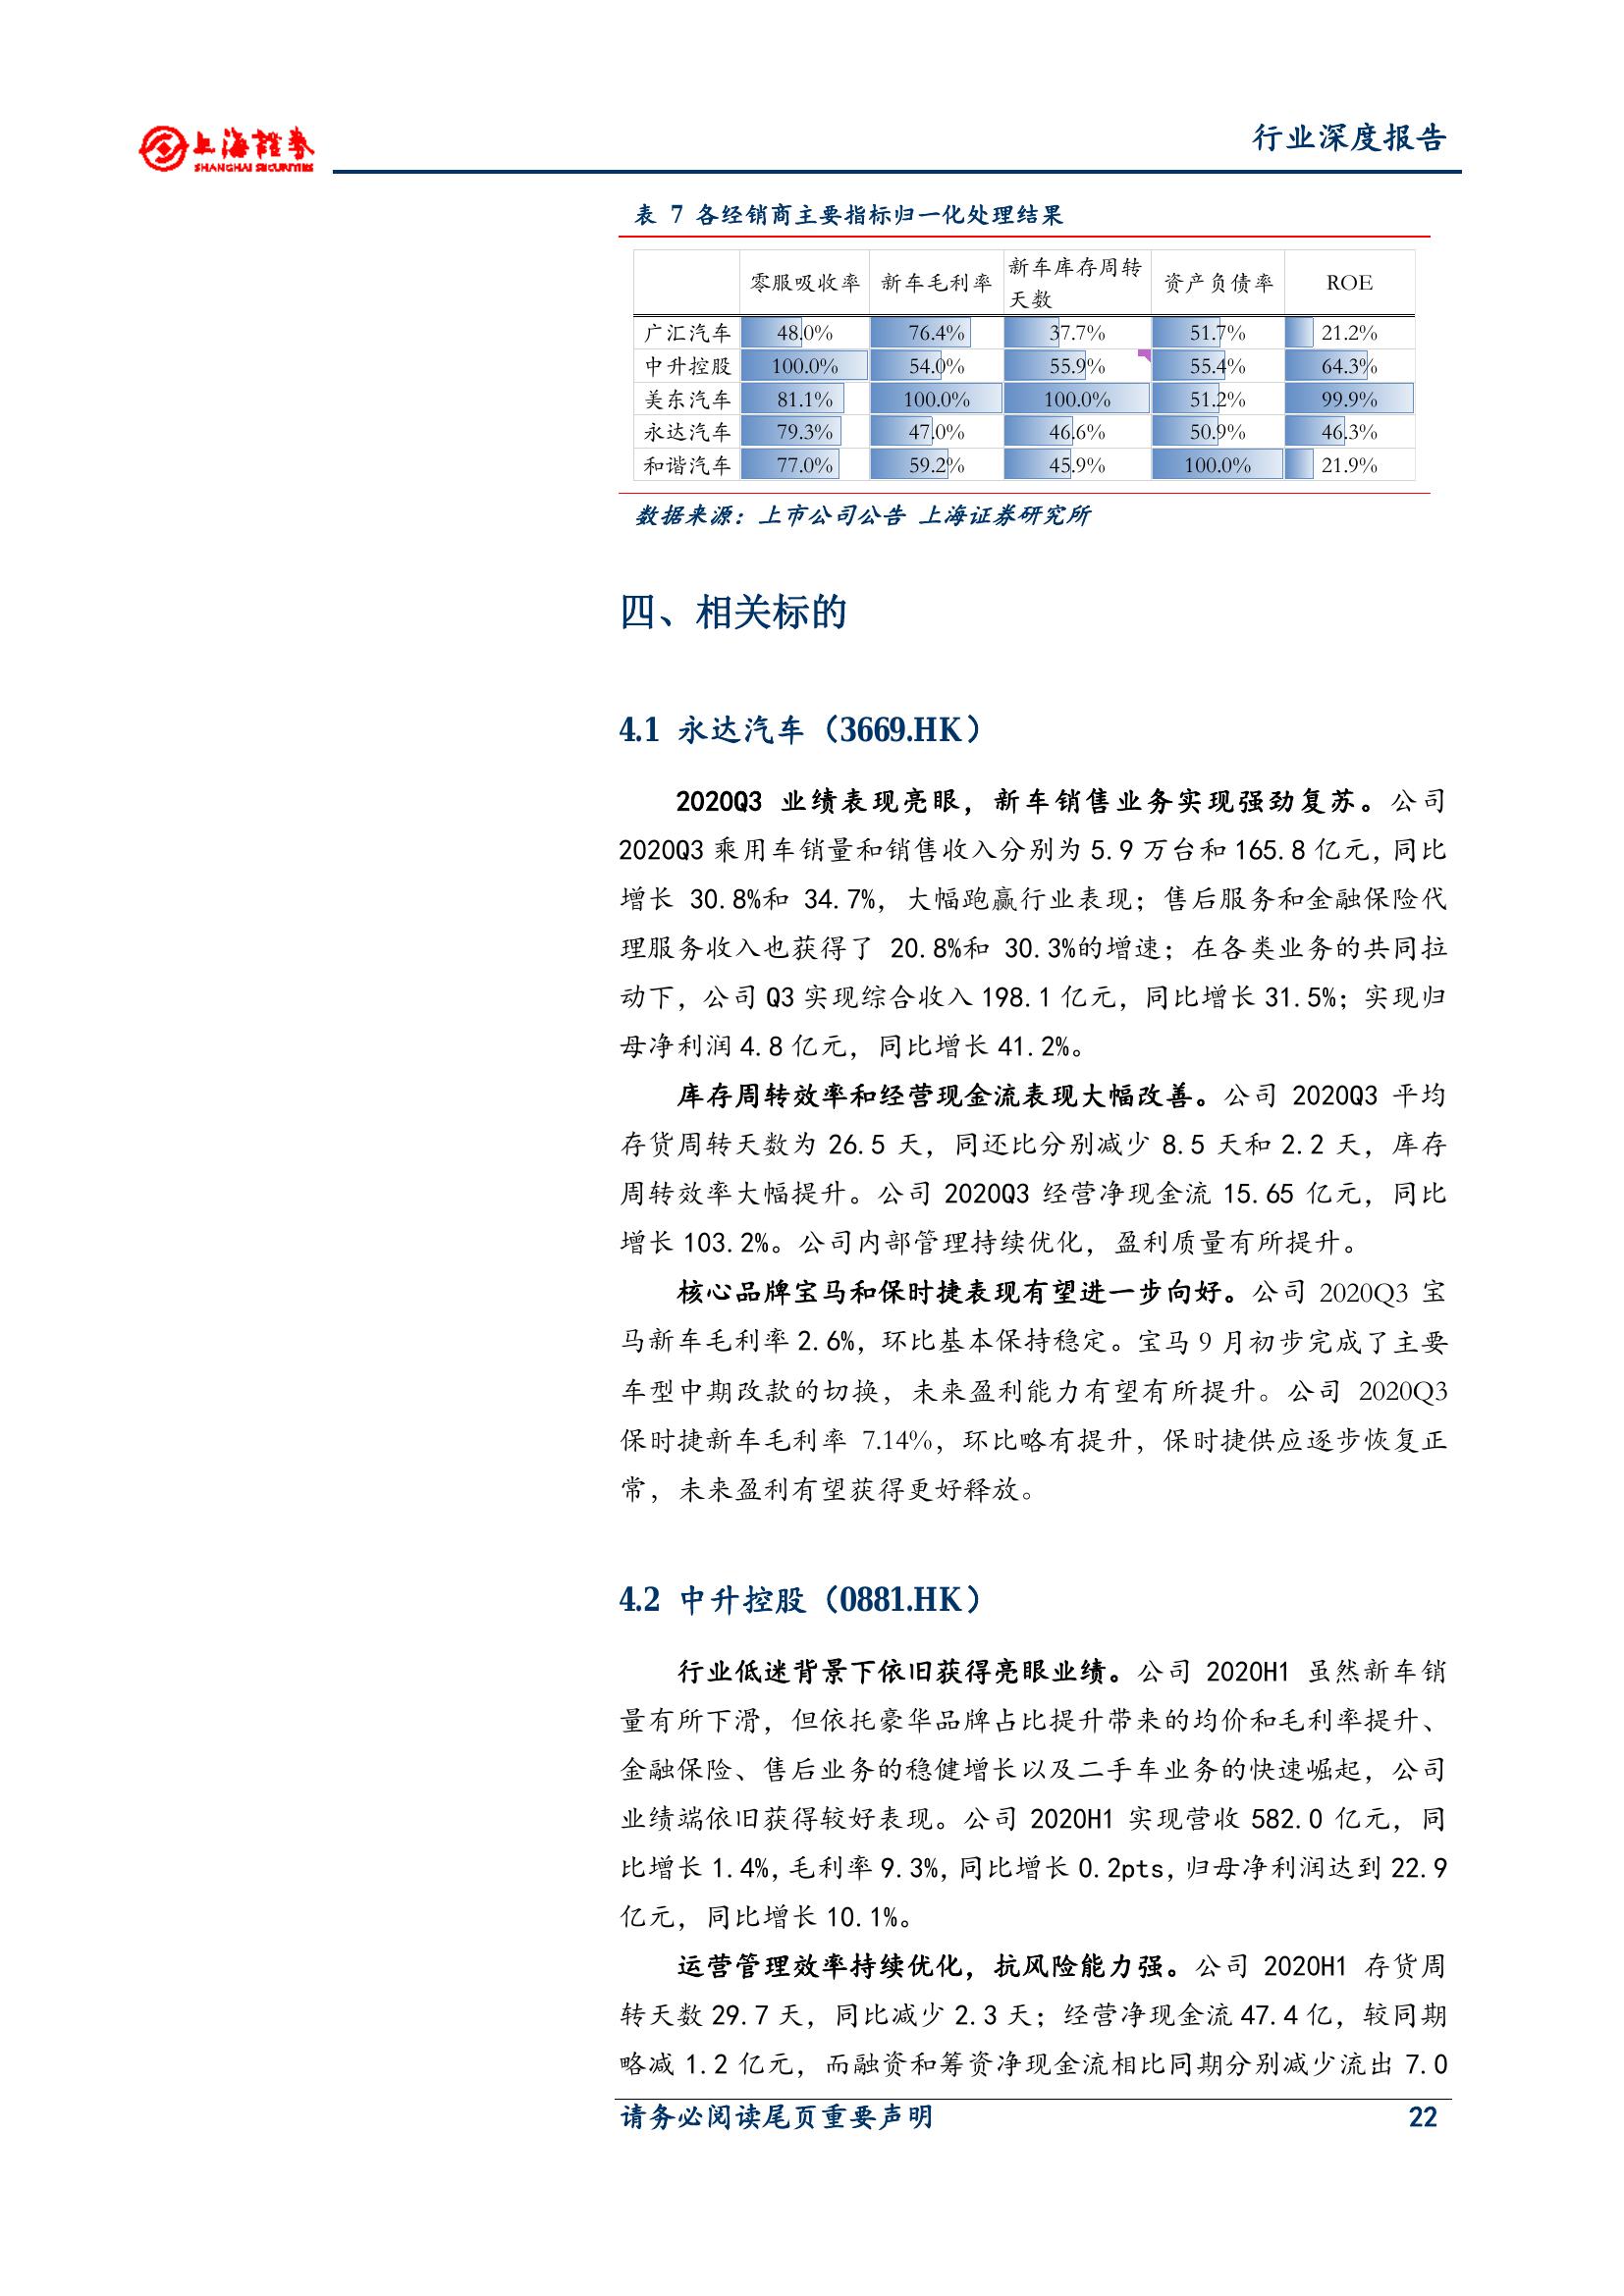 上海證券
SHANGHAI SECURITIES
行业深度报告
表 7 各经销商主要指标归一化处理结果
零服吸收率 新车毛利率 新车库存周转天数 资产负债率 ROE
广汇汽车 48.0% 76.4% 37.7% 51.7% 21.2%
中升控股 100.0% 54.0% 55.9% 55.4% 64.3%
美东汽车 81.1% 100.0% 100.0% 51.2% 99.9%
永达汽车 79.3% 47.0% 46.6% 50.9% 46.3%
和谐汽车 77.0% 59.2% 45.9% 100.0% 21.9%
数据来源：上市公司公告 上海证券研究所
四、相关标的
4.1 永达汽车（3669.HK）
2020Q3 业绩表现亮眼，新车销售业务实现强劲复苏。公司
2020Q3 乘用车销量和销售收入分别为 5.9 万台和 165.8 亿元，同比
增长 30.8%和 34.7%，大幅跑赢行业表现；售后服务和金融保险代
理服务收入也获得了 20.8%和 30.3%的增速；在各类业务的共同拉
动下，公司 Q3 实现综合收入 198.1 亿元，同比增长 31.5%；实现归
母净利润 4.8 亿元，同比增长 41.2%。
库存周转效率和经营现金流表现大幅改善。公司 2020Q3 平均
存货周转天数为 26.5 天，同还比分别减少 8.5 天和 2.2 天，库存
周转效率大幅提升。公司 2020Q3 经营净现金流 15.65 亿元，同比
增长 103.2%。公司内部管理持续优化，盈利质量有所提升。
核心品牌宝马和保时捷表现有望进一步向好。公司 2020Q3 宝
马新车毛利率 2.6%，环比基本保持稳定。宝马 9 月初步完成了主要
车型中期改款的切换，未来盈利能力有望有所提升。公司 2020Q3
保时捷新车毛利率 7.14%，环比略有提升，保时捷供应逐步恢复正
常，未来盈利有望获得更好释放。
4.2 中升控股（0881.HK）
行业低迷背景下依旧获得亮眼业绩。公司 2020H1 虽然新车销
量有所下滑，但依托豪华品牌占比提升带来的均价和毛利率提升、
金融保险、售后业务的稳健增长以及二手车业务的快速崛起，公司
业绩端依旧获得较好表现。公司 2020H1 实现营收 582.0 亿元，同
比增长 1.4%，毛利率 9.3%，同比增长 0.2pts，归母净利润达到 22.9
亿元，同比增长 10.1%。
运营管理效率持续优化，抗风险能力强。公司 2020H1 存货周
转天数 29.7 天，同比减少 2.3 天；经营净现金流 47.4 亿，较同期
略减 1.2 亿元，而融资和筹资净现金流相比同期分别减少流出 7.0
请务必阅读尾页重要声明 22